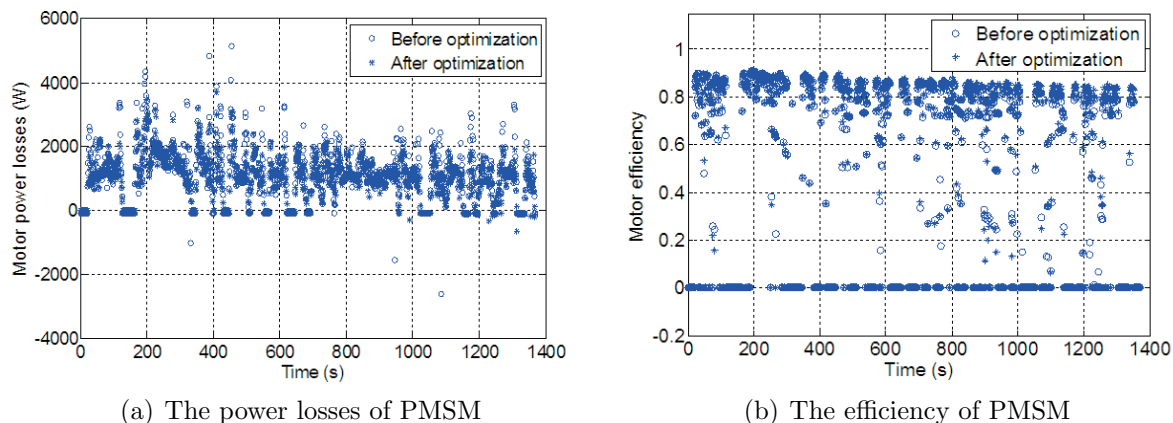 Motor power losses (W)
6000
4000
2000
0
-2000
-4000
Before optimization
After optimization
0 200 400 600 800 1000 1200 1400
Time (s)
(a) The power losses of PMSM
Motor efficiency
1
0.8
0.6
0.4
0.2
0
-0.2
Before optimization
After optimization
0 200 400 600 800 1000 1200 1400
Time (s)
(b) The efficiency of PMSM